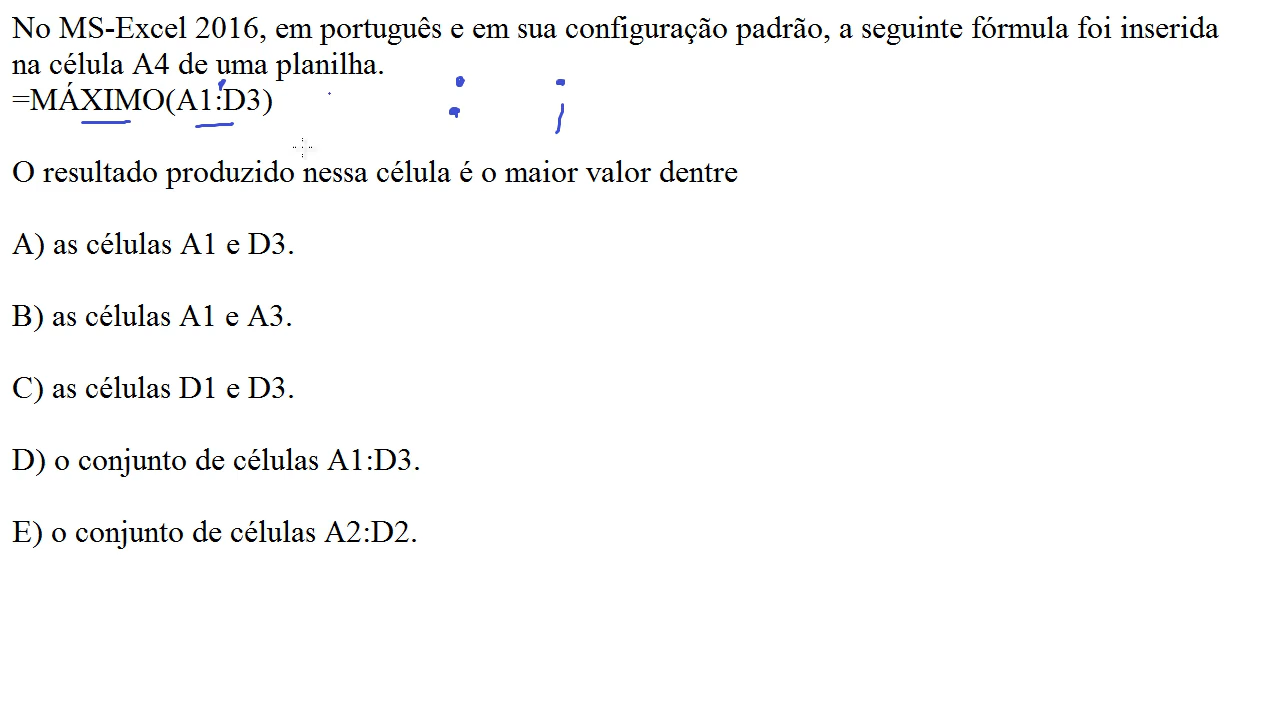 No MS-Excel 2016, em português e em sua configuração padrão, a seguinte fórmula foi inserida
na célula A4 de uma planilha.
=MÁXIMO(A1:D3)
: ;
O resultado produzido nessa célula é o maior valor dentre
A) as células A1 e D3.
B) as células A1 e A3.
C) as células D1 e D3.
D) o conjunto de células A1:D3.
E) o conjunto de células A2:D2.